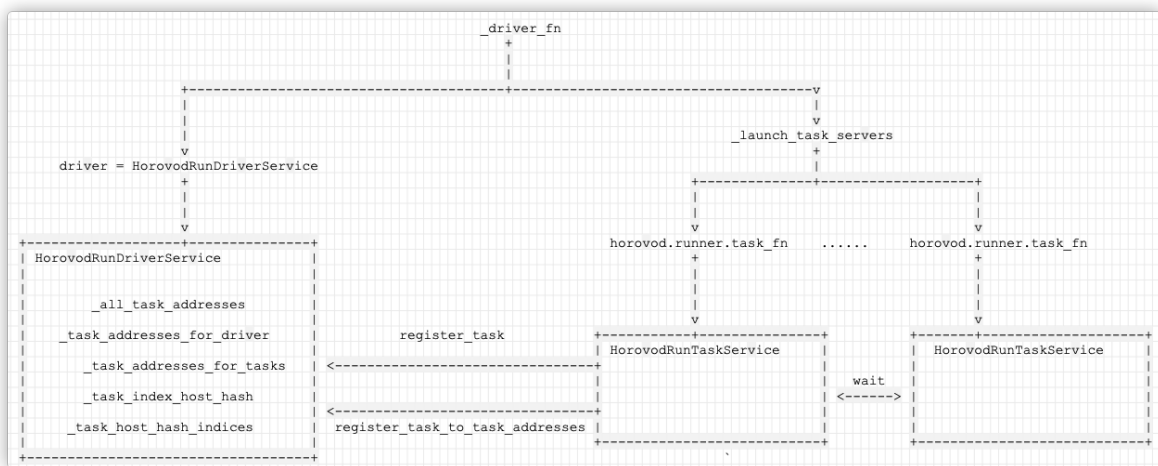 _driver_fn
_launch_task_servers
driver = HorovodRunDriverService
horovod.runner.task_fn ...... horovod.runner.task_fn
HorovodRunDriverService
_all_task_addresses
_task_addresses_for_driver
register_task
HorovodRunTaskService
HorovodRunTaskService
_task_addresses_for_tasks
wait
_task_index_host_hash
_task_host_hash_indices
register_task_to_task_addresses